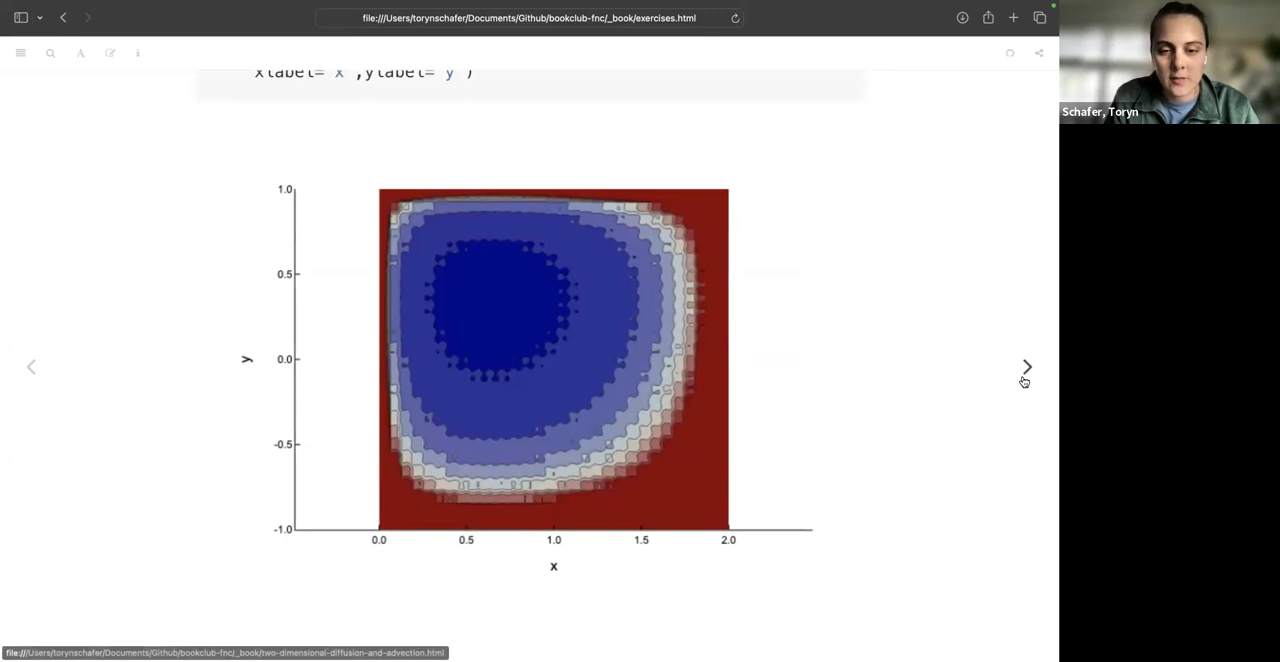 file:///Users/torynschafer/Documents/Github/bookclub-fnc/_book/exercises.html
xlabel="x",ylabel="y")
Schafer, Toryn
1.0
0.5
0.0
-0.5
-1.0
y
0.0 0.5 1.0 1.5 2.0
x
file:///Users/torynschafer/Documents/Github/bookclub-fnc/_book/two-dimensional-diffusion-and-advection.html